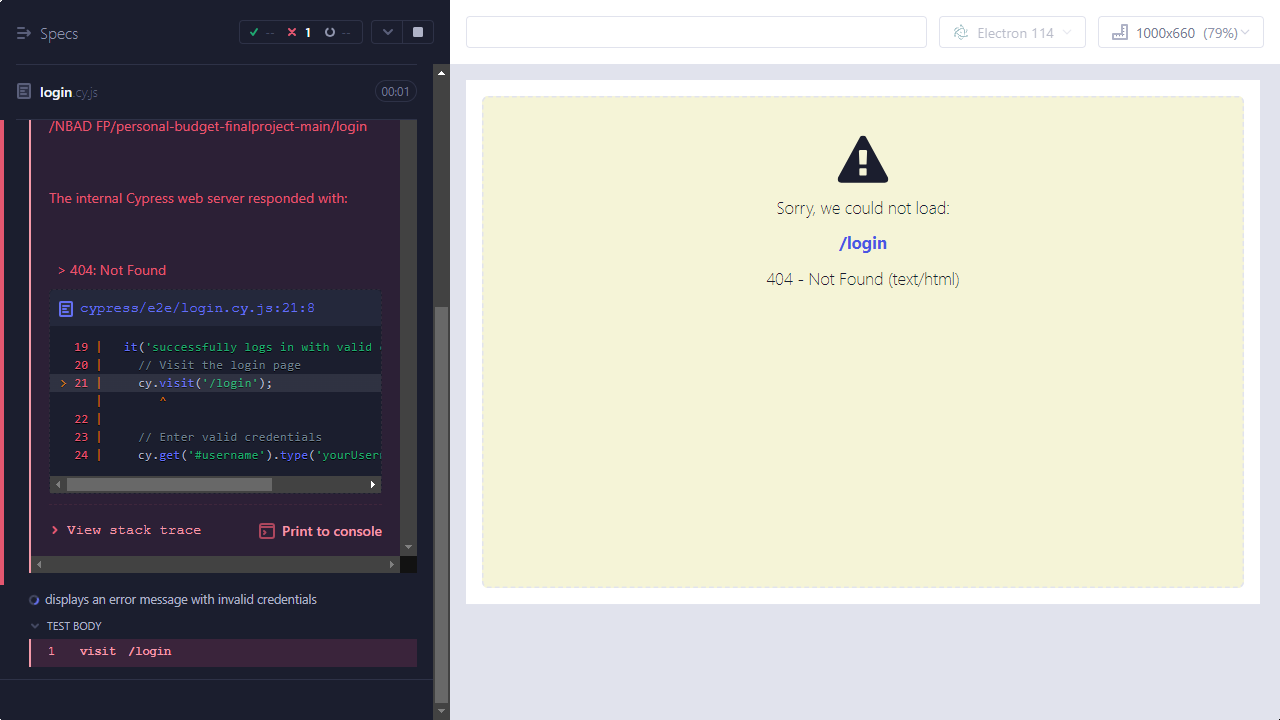 Specs
-- 1 --
login.cy.js
00:01
/NBAD FP/personal-budget-finalproject-main/login
The internal Cypress web server responded with:
> 404: Not Found
cypress/e2e/login.cy.js:21:8
19 | it('successfully logs in with valid
20 | // Visit the login page
> 21 | cy.visit('/login');
| ^
22 |
23 | // Enter valid credentials
24 | cy.get('#username').type('yourUser
> View stack trace
Print to console
displays an error message with invalid credentials
TEST BODY
1 visit /login
Electron 114
1000x660 (79%)
Sorry, we could not load:
/login
404 - Not Found (text/html)